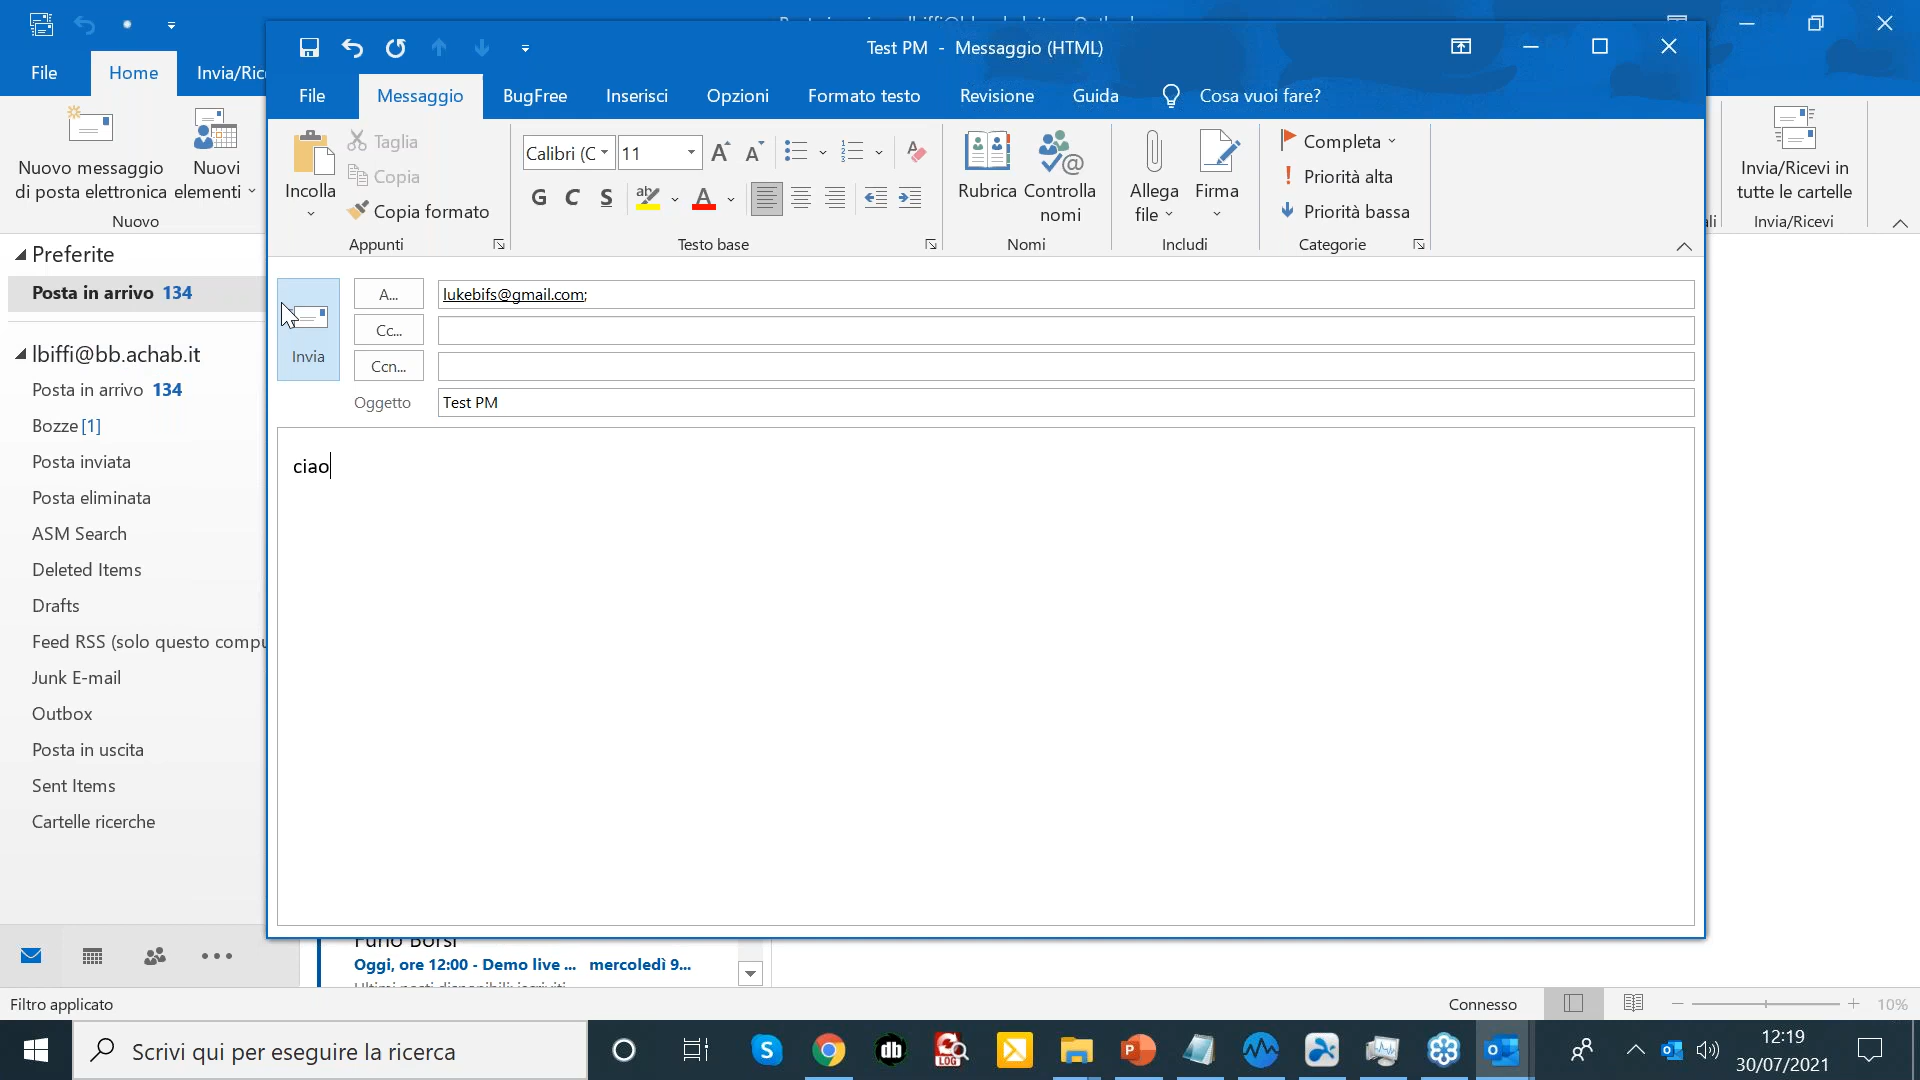 Test PM - Messaggio (HTML)
File Home Invia/Ric
File Messaggio BugFree Inserisci Opzioni Formato testo Revisione Guida Cosa vuoi fare?
Nuovo messaggio
di posta elettronica
Nuovi
elementi
Nuovo
Incolla
Taglia
Copia
Copia formato
Appunti
Calibri (C 11
G C S
Testo base
Rubrica
Controlla
nomi
Nomi
Allega
file
Firma
Includi
Completa
Priorità alta
Priorità bassa
Categorie
Invia/Ricevi in
tutte le cartelle
Invia/Ricevi
Preferite
Posta in arrivo 134
lbiffi@bb.achab.it
Posta in arrivo 134
Bozze [1]
Posta inviata
Posta eliminata
ASM Search
Deleted Items
Drafts
Feed RSS (solo questo compu
Junk E-mail
Outbox
Posta in uscita
Sent Items
Cartelle ricerche
Invia
A... lukebifs@gmail.com;
Cc...
Ccn...
Oggetto Test PM
ciao
Oggi, ore 12:00 - Demo live ... mercoledì 9...
Filtro applicato
Connesso
10%
Scrivi qui per eseguire la ricerca
12:19
30/07/2021